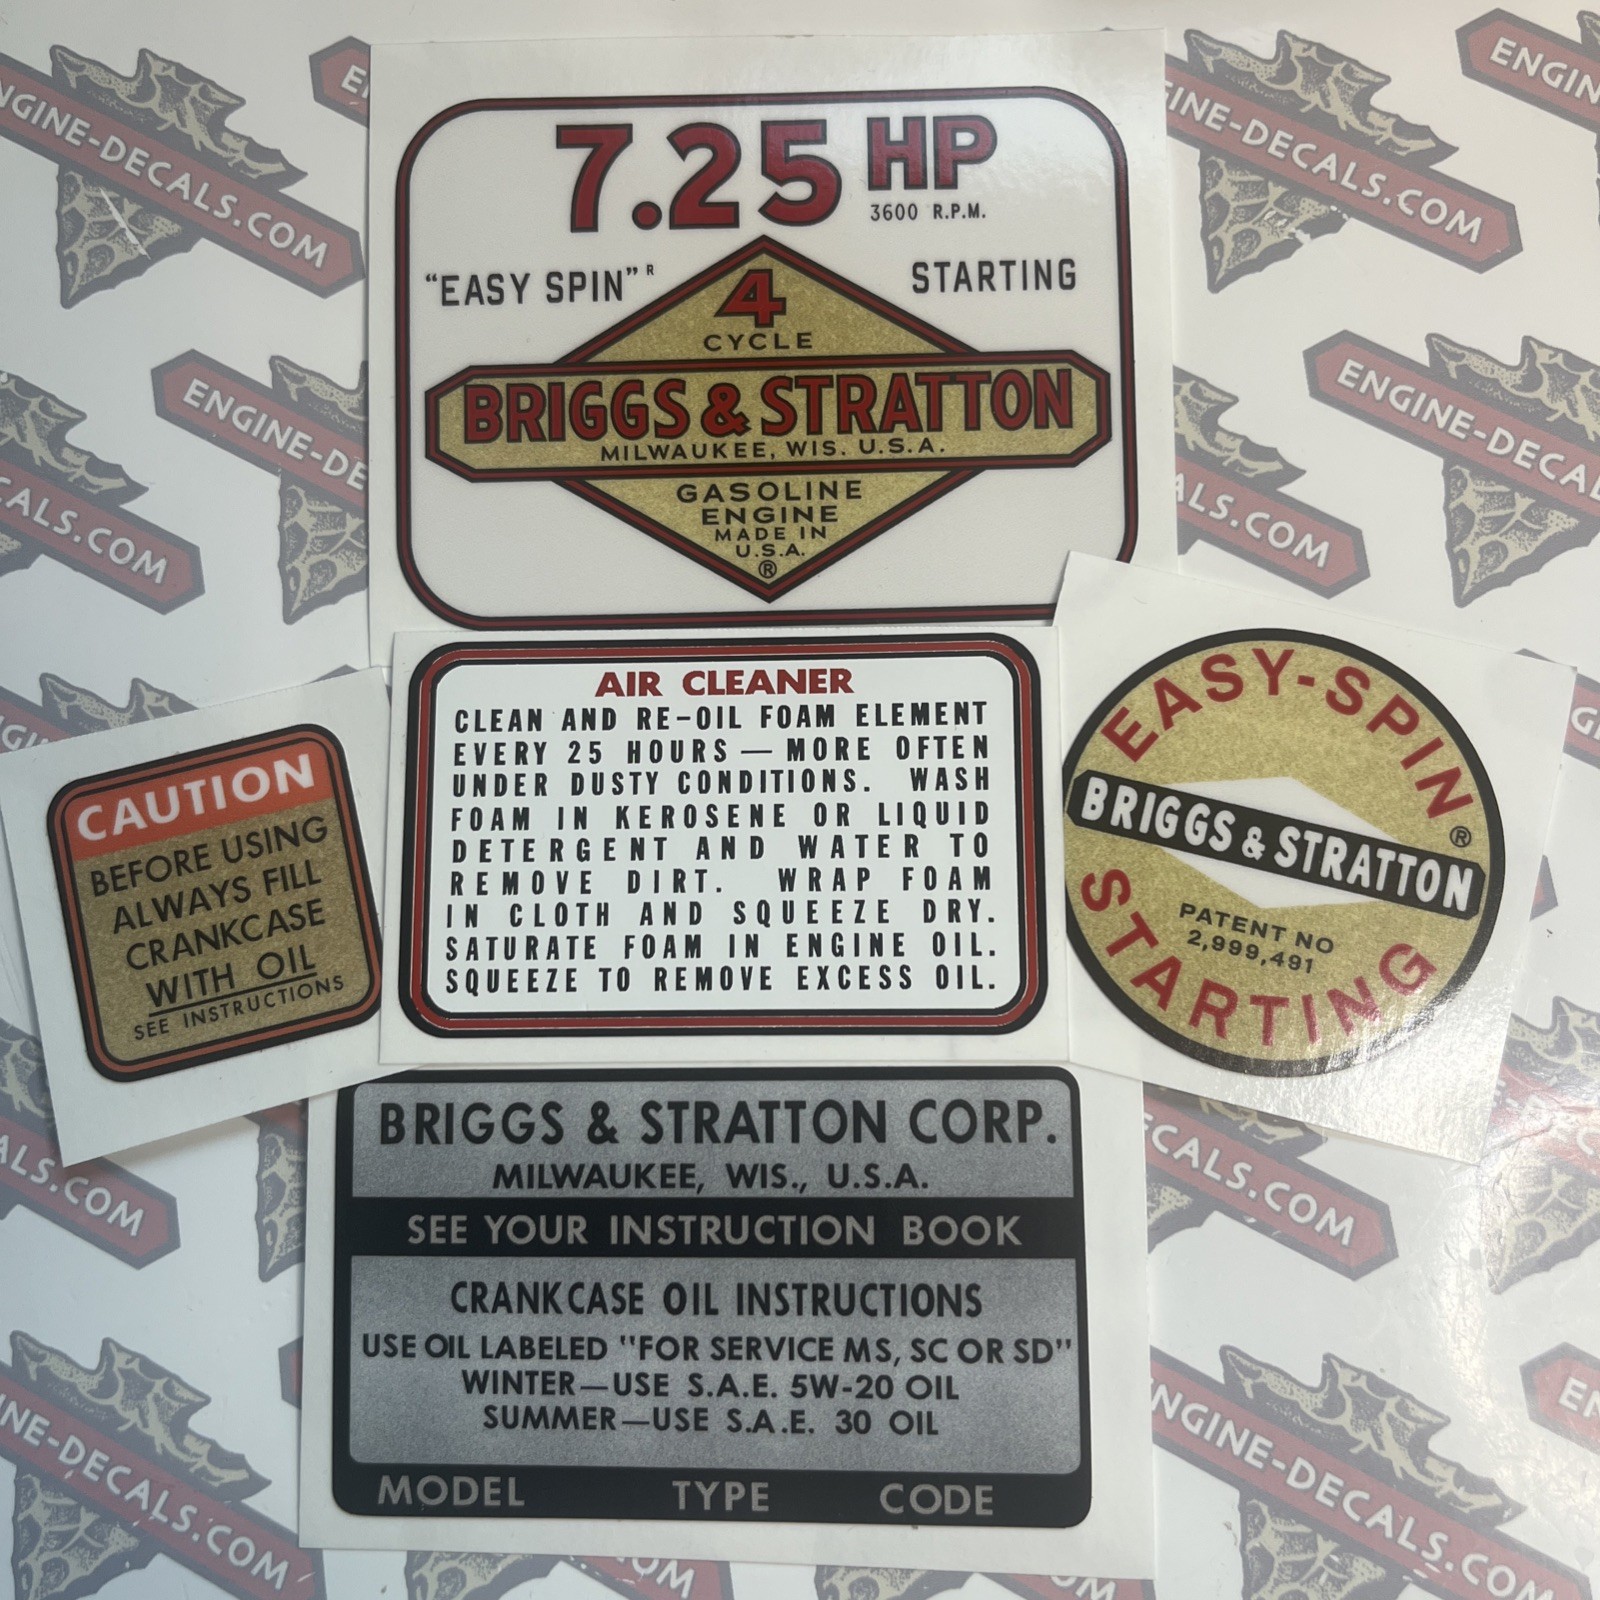 7.25 HP
3600 R.P.M.
"EASY SPIN" R STARTING
4
CYCLE
BRIGGS & STRATTON
MILWAUKEE, WIS. U.S.A.
GASOLINE
ENGINE
MADE IN
U.S.A.
®
CAUTION
BEFORE USING
ALWAYS FILL
CRANKCASE
WITH OIL
SEE INSTRUCTIONS
AIR CLEANER
CLEAN AND RE-OIL FOAM ELEMENT
EVERY 25 HOURS — MORE OFTEN
UNDER DUSTY CONDITIONS. WASH
FOAM IN KEROSENE OR LIQUID
DETERGENT AND WATER TO
REMOVE DIRT. WRAP FOAM
IN CLOTH AND SQUEEZE DRY.
SATURATE FOAM IN ENGINE OIL.
SQUEEZE TO REMOVE EXCESS OIL.
EASY-SPIN ®
BRIGGS & STRATTON
PATENT NO
2,999,491
STARTING
BRIGGS & STRATTON CORP.
MILWAUKEE, WIS., U.S.A.
SEE YOUR INSTRUCTION BOOK
CRANKCASE OIL INSTRUCTIONS
USE OIL LABELED "FOR SERVICE MS, SC OR SD"
WINTER—USE S.A.E. 5W-20 OIL
SUMMER—USE S.A.E. 30 OIL
MODEL TYPE CODE
ENGINE-DECALS.COM
ENGINE-DECALS.COM